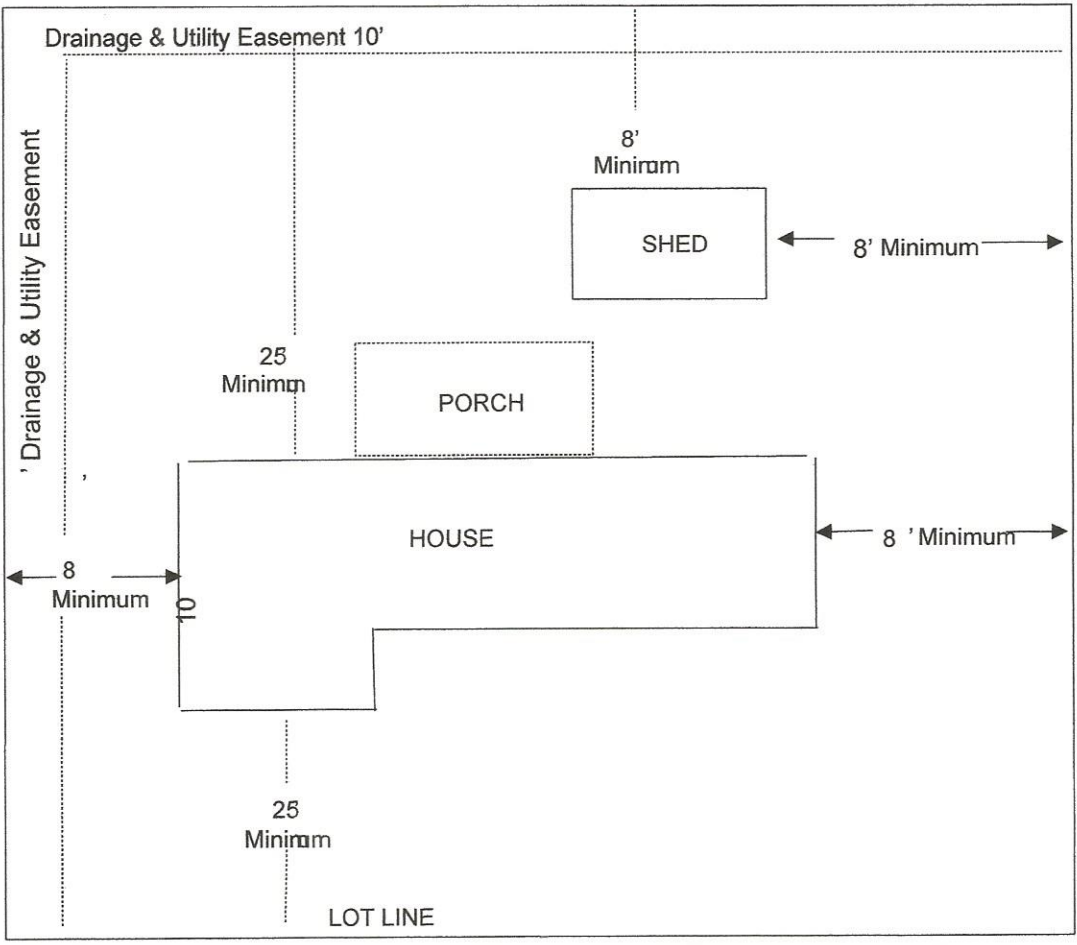 Drainage & Utility Easement 10'
' Drainage & Utility Easement
8'
Minimum
SHED
8' Minimum
25
Minimum
PORCH
,
HOUSE
8 ' Minimum
8
Minimum
10
25
Minimum
LOT LINE